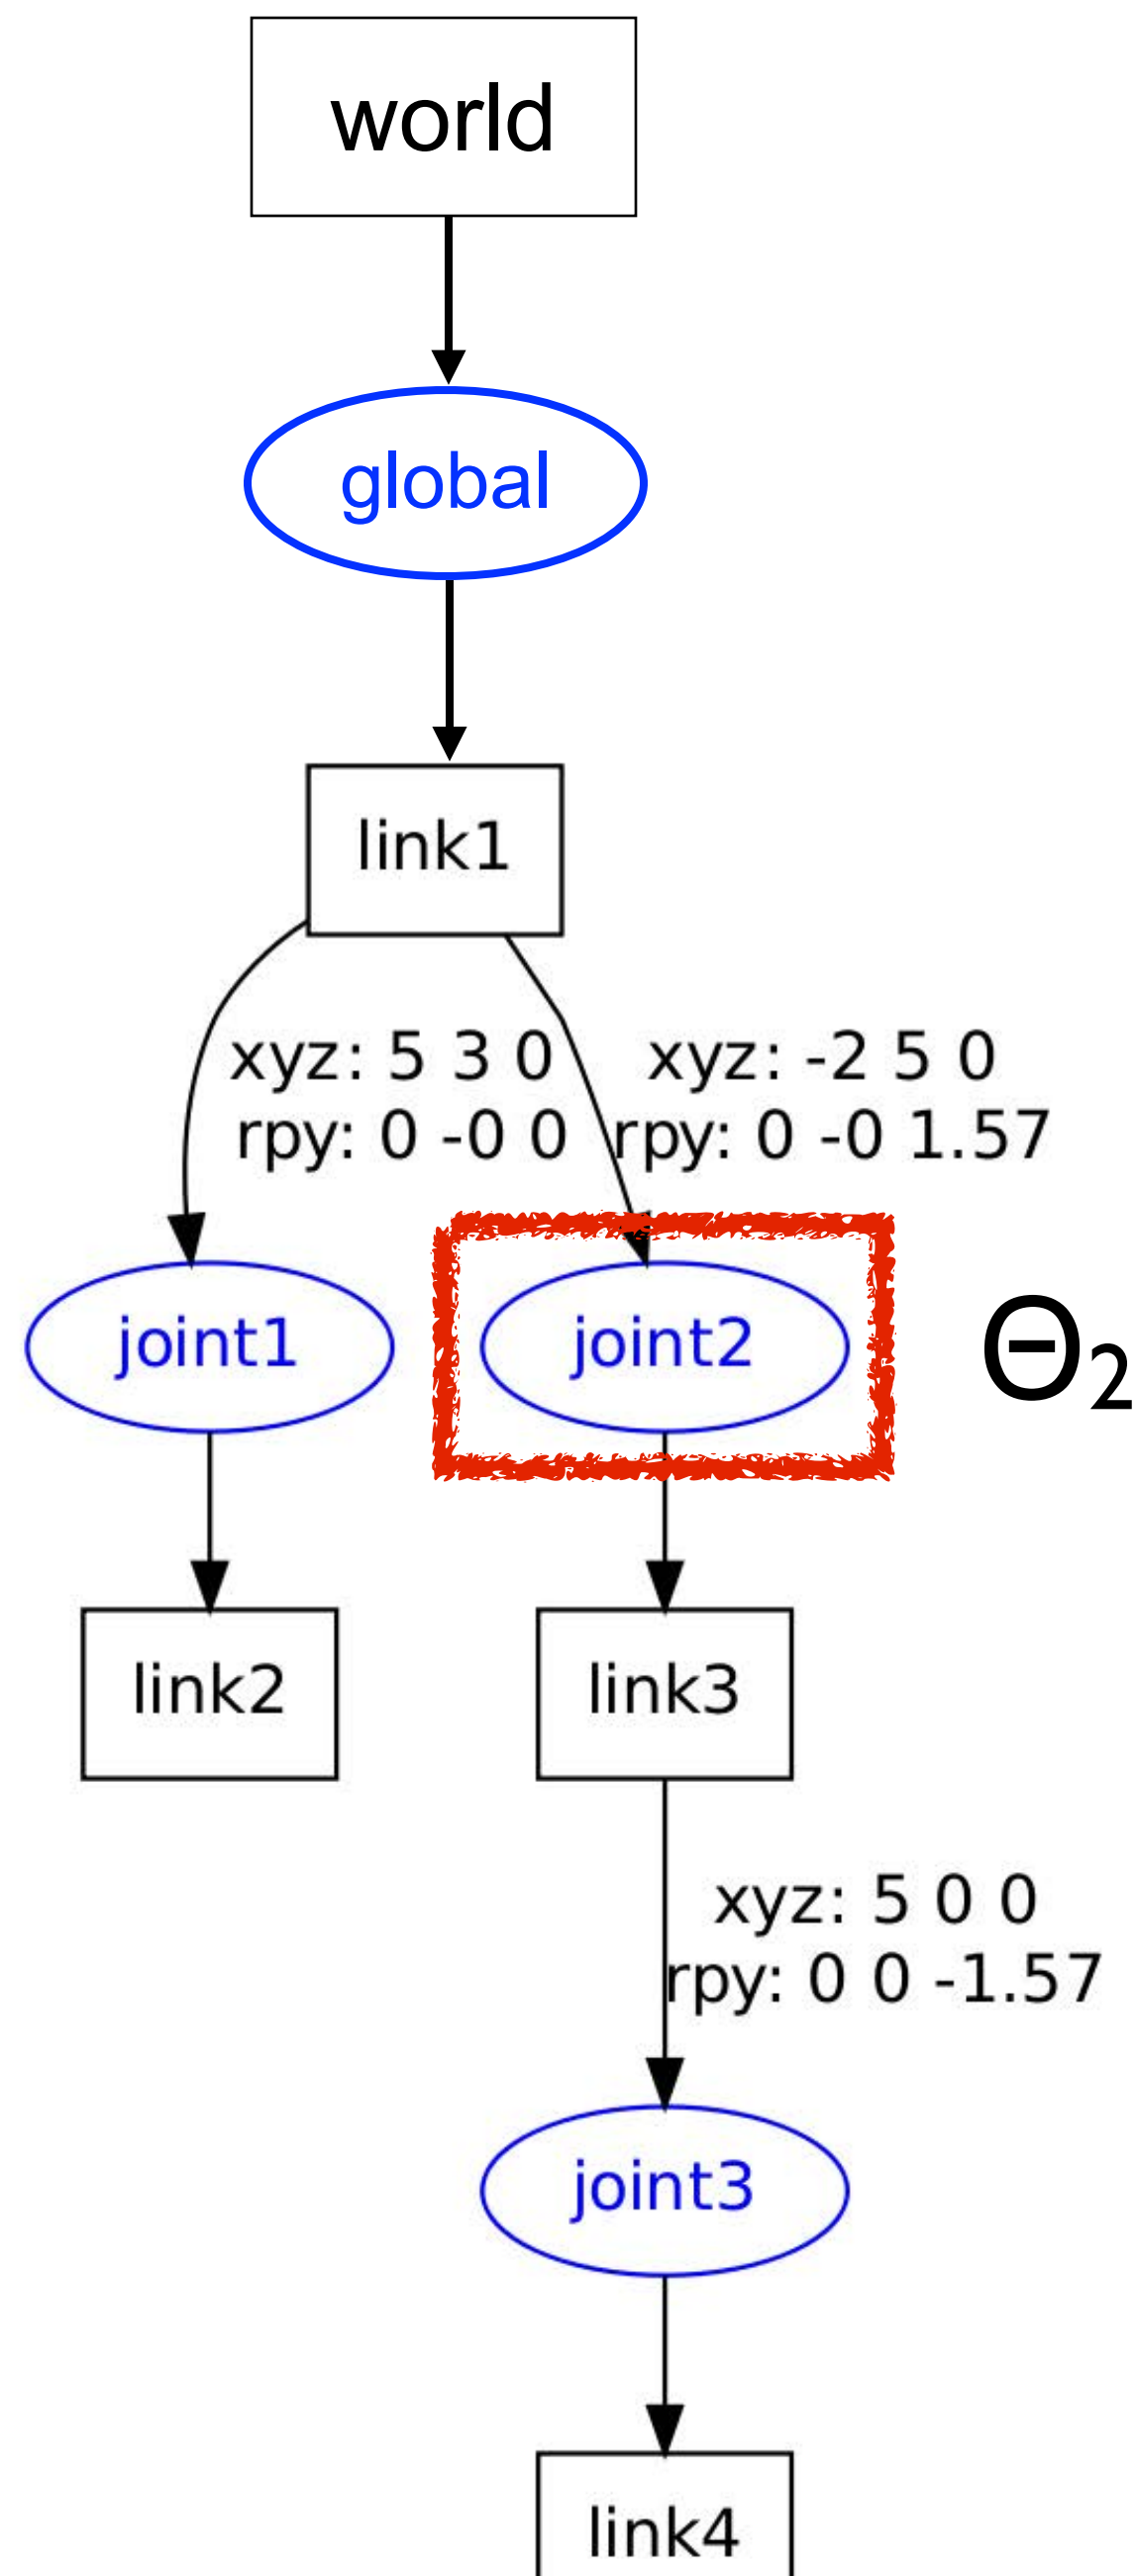 world
global
link1
xyz: 5 3 0
rpy: 0 -0 0
xyz: -2 5 0
rpy: 0 -0 1.57
joint1
joint2
Θ₂
link2
link3
xyz: 5 0 0
rpy: 0 0 -1.57
joint3
link4